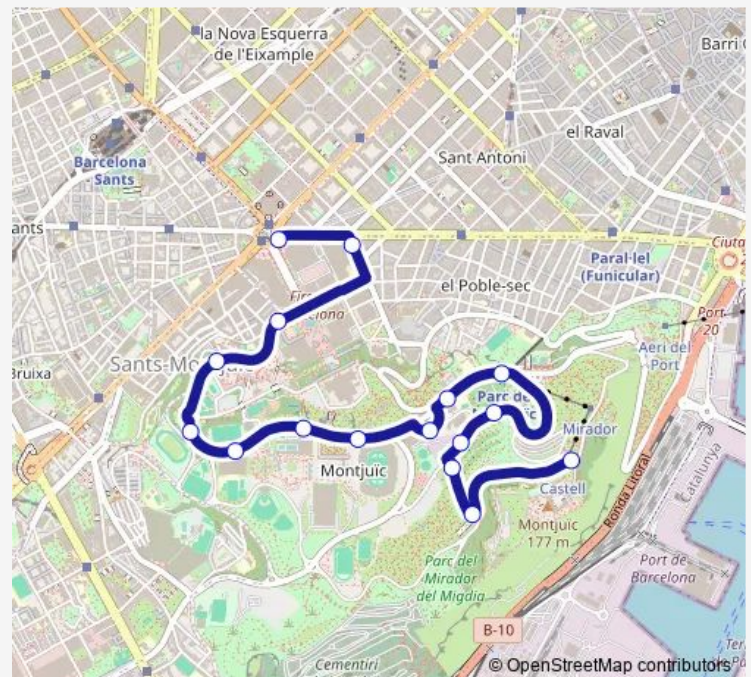 la Nova Esquerra
de l'Eixample
Barri
el Raval
Sant Antoni
Barcelona
Sants
ants
Paral·lel
(Funicular)
Ciuta
el Poble-sec
Port
20
Aeri del
Port
Bruixa
Mirador
Montjuïc
Castell
Montjuïc
177 m
Ronda Litoral
Catalunya
Port de
Barcelona
Parc del
Mirador
del Migdia
B-10
Cementiri
© OpenStreetMap contributors